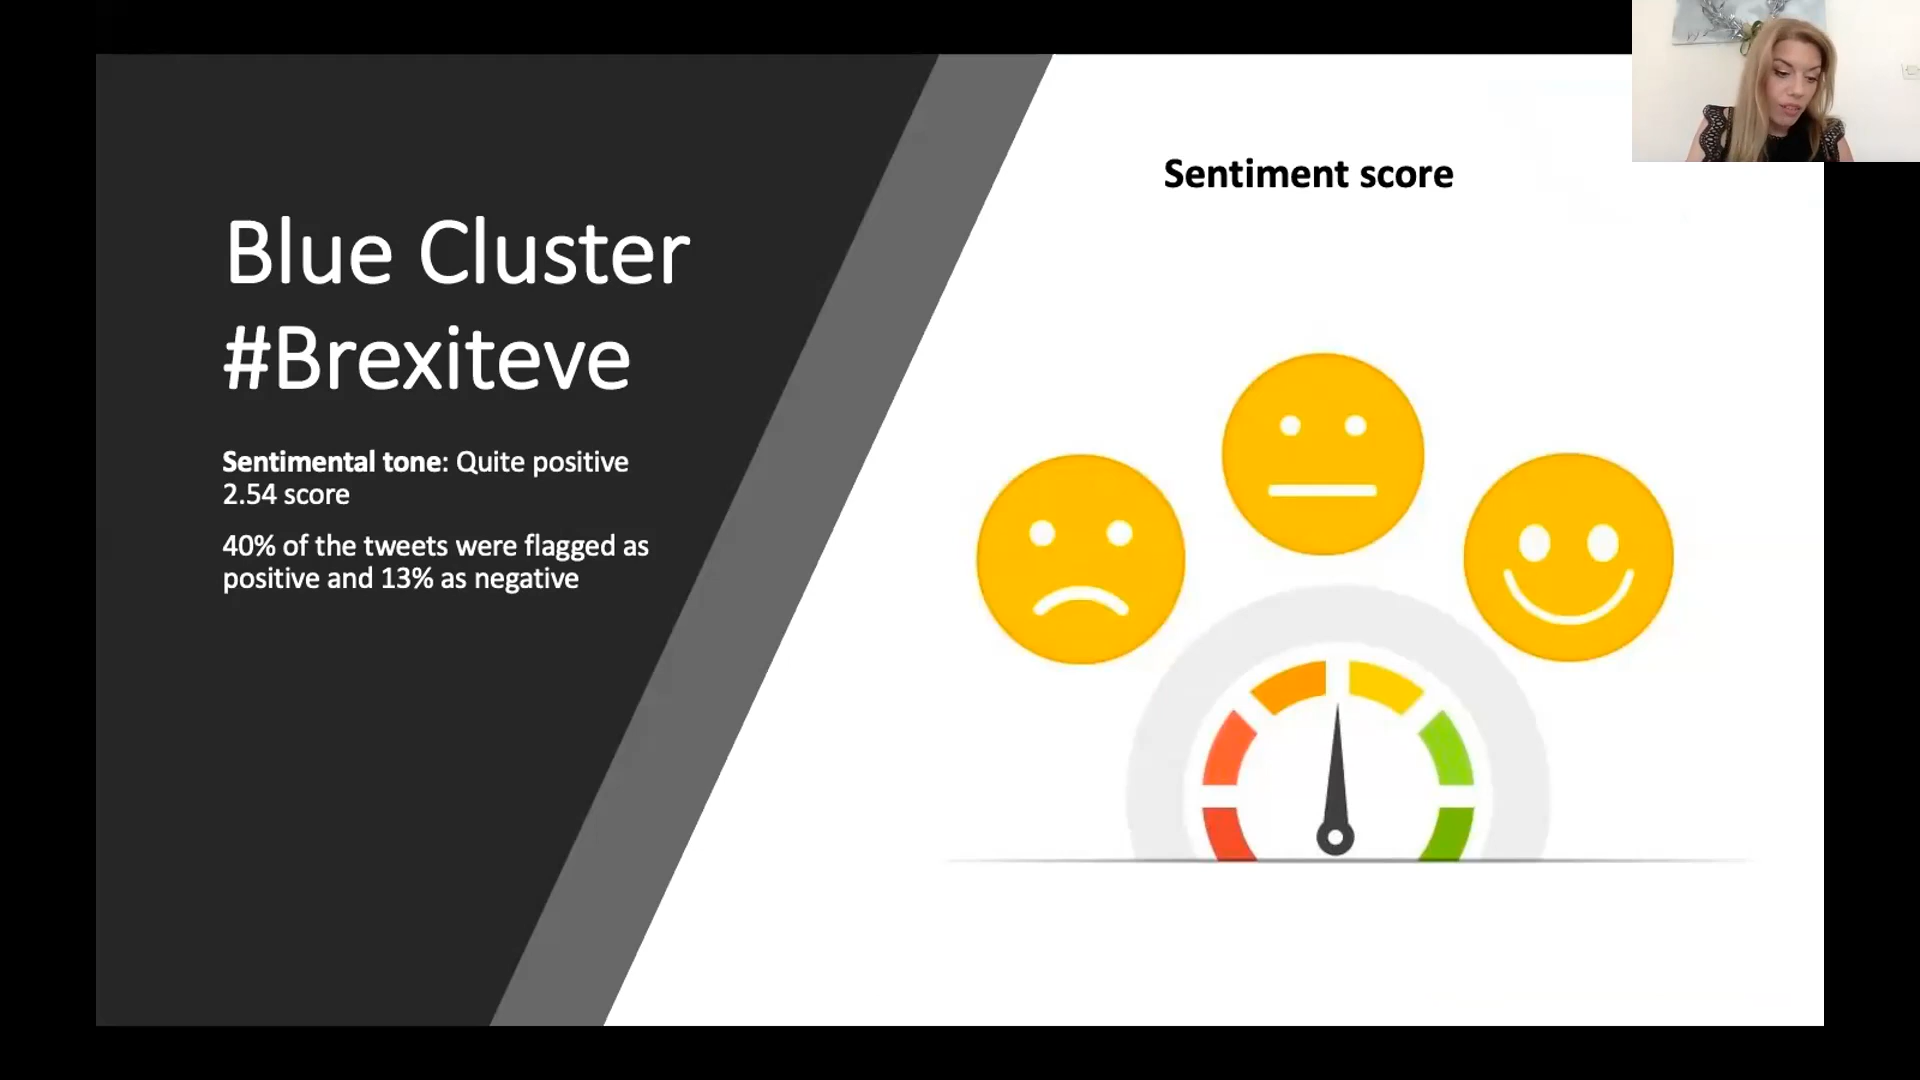 Sentiment score
Blue Cluster
#Brexiteve
Sentimental tone: Quite positive
2.54 score
40% of the tweets were flagged as
positive and 13% as negative